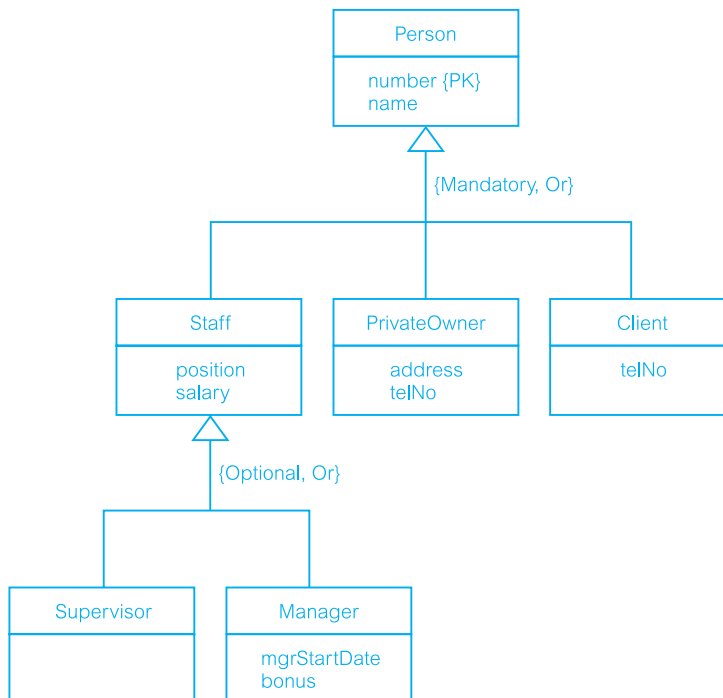 Person
number {PK}
name
{Mandatory, Or}
Staff
position
salary
PrivateOwner
address
telNo
Client
telNo
{Optional, Or}
Supervisor
Manager
mgrStartDate
bonus